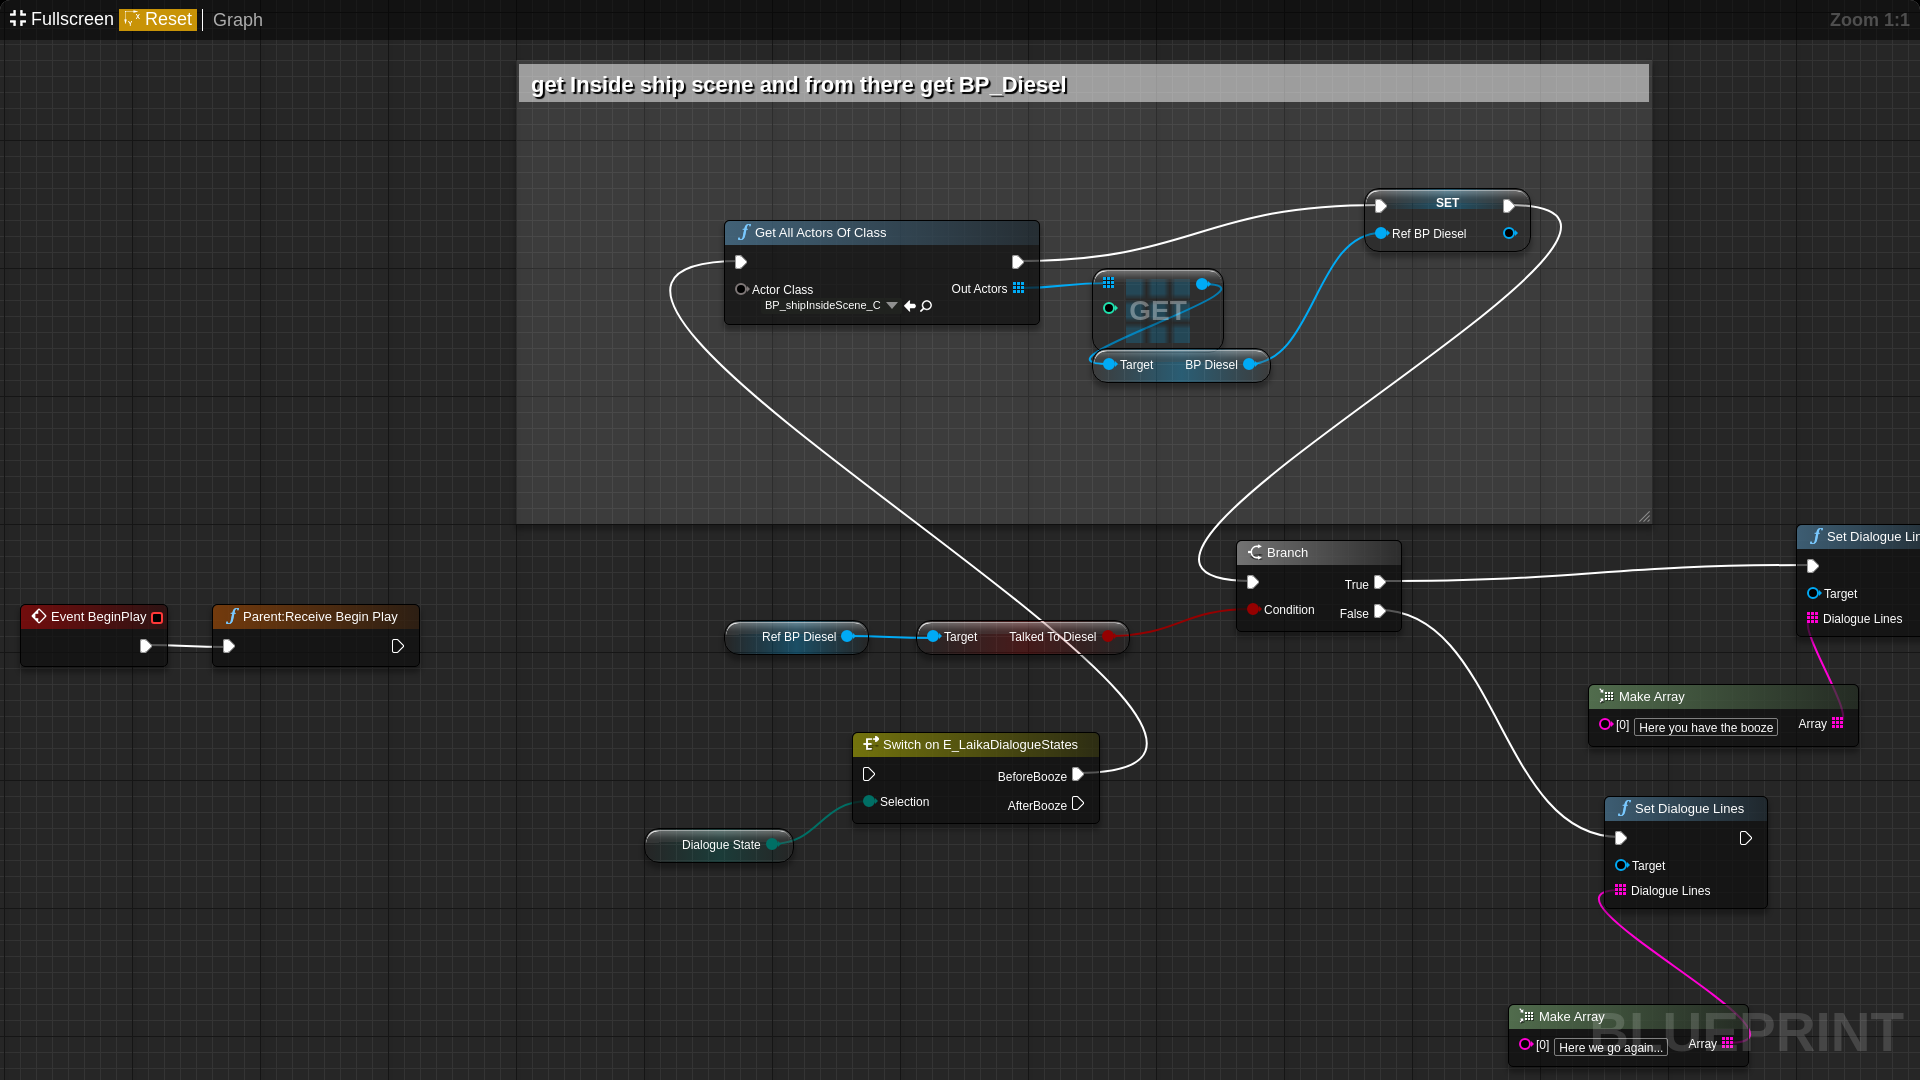 Fullscreen Reset Graph Zoom 1:1
get Inside ship scene and from there get BP_Diesel
SET
Ref BP Diesel
Get All Actors Of Class
Actor Class Out Actors
BP_shipInsideScene_C
GET
Target BP Diesel
Branch
True
Condition
False
Set Dialogue Lin
Target
Dialogue Lines
Event BeginPlay
Parent:Receive Begin Play
Ref BP Diesel
Target Talked To Diesel
Make Array
[0] Here you have the booze Array
Switch on E_LaikaDialogueStates
BeforeBooze
Selection
AfterBooze
Dialogue State
Set Dialogue Lines
Target
Dialogue Lines
Make Array
[0] Here we go again... Array
BLUEPRINT